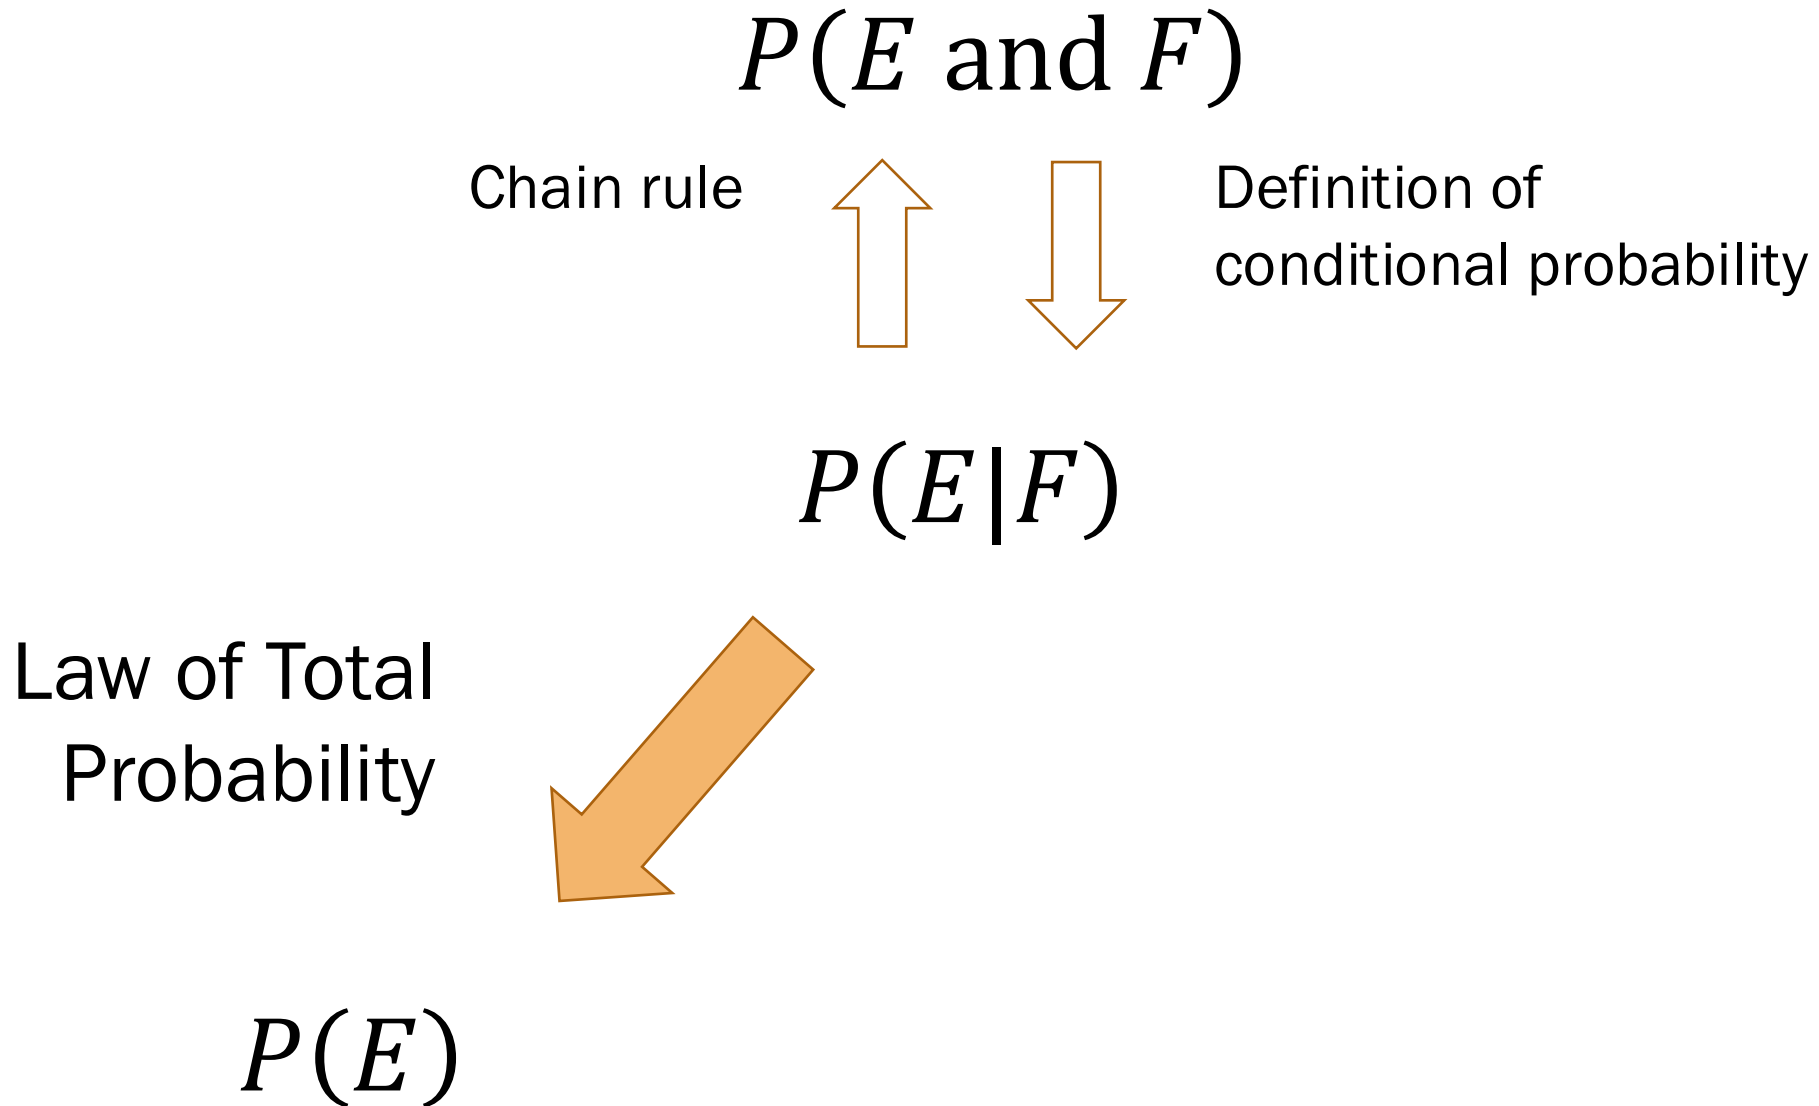 P(E and F)
Chain rule
Definition of
conditional probability
P(E|F)
Law of Total
Probability
P(E)